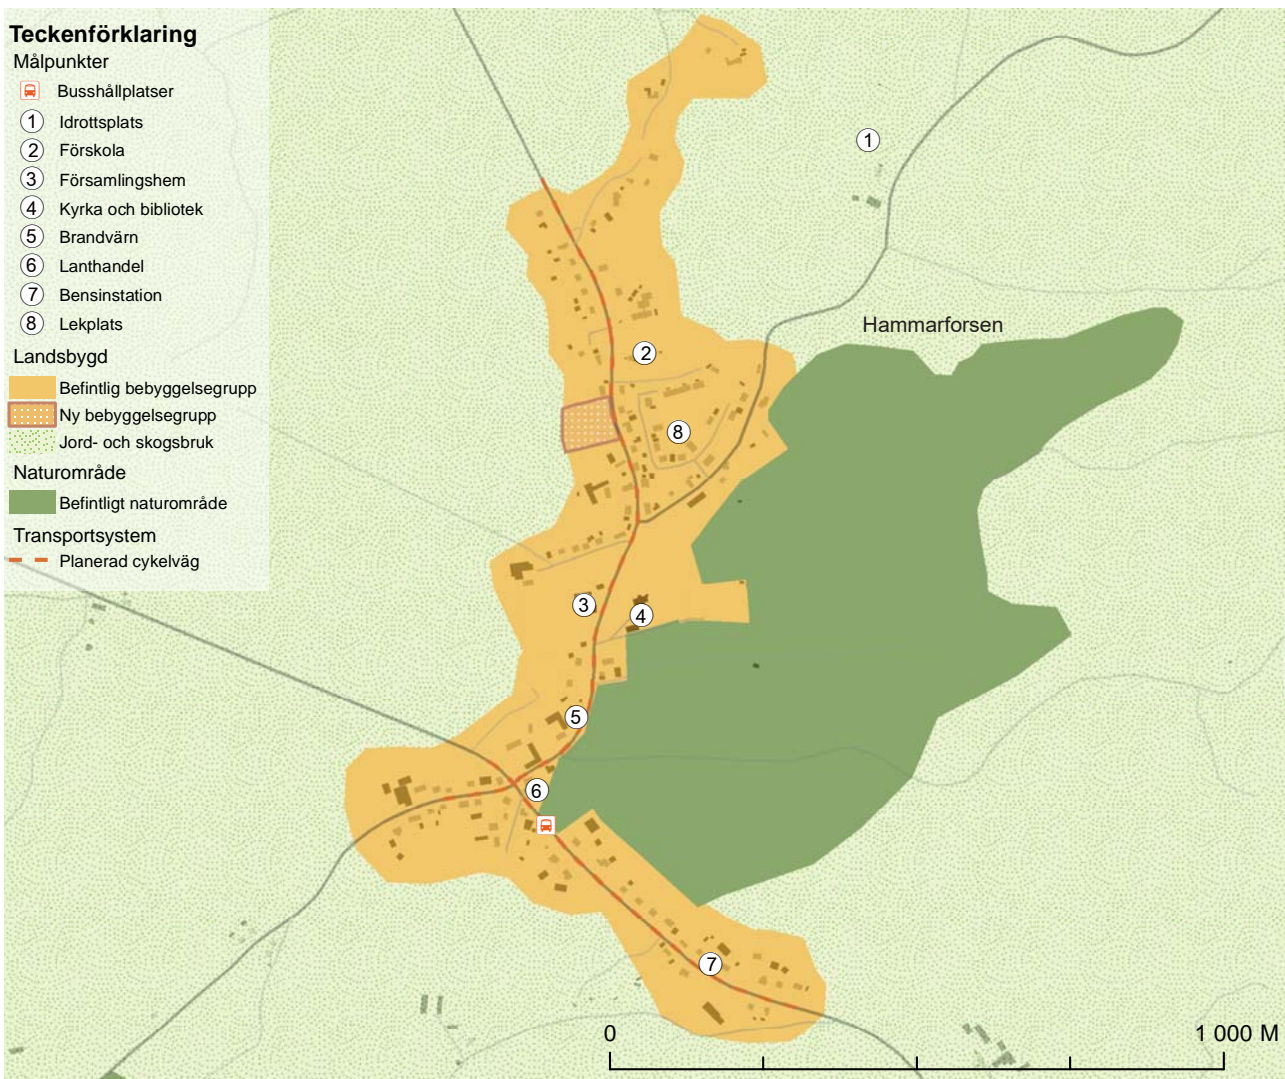 Teckenförklaring
Målpunkter
Busshållplatser
1 Idrottsplats
2 Förskola
3 Församlingshem
4 Kyrka och bibliotek
5 Brandvärn
6 Lanthandel
7 Bensinstation
8 Lekplats
Landsbygd
Befintlig bebyggelsegrupp
Ny bebyggelsegrupp
Jord- och skogsbruk
Naturområde
Befintligt naturområde
Transportsystem
Planerad cykelväg
1
Hammarforsen
2
8
3
4
5
6
7
0 1 000 M